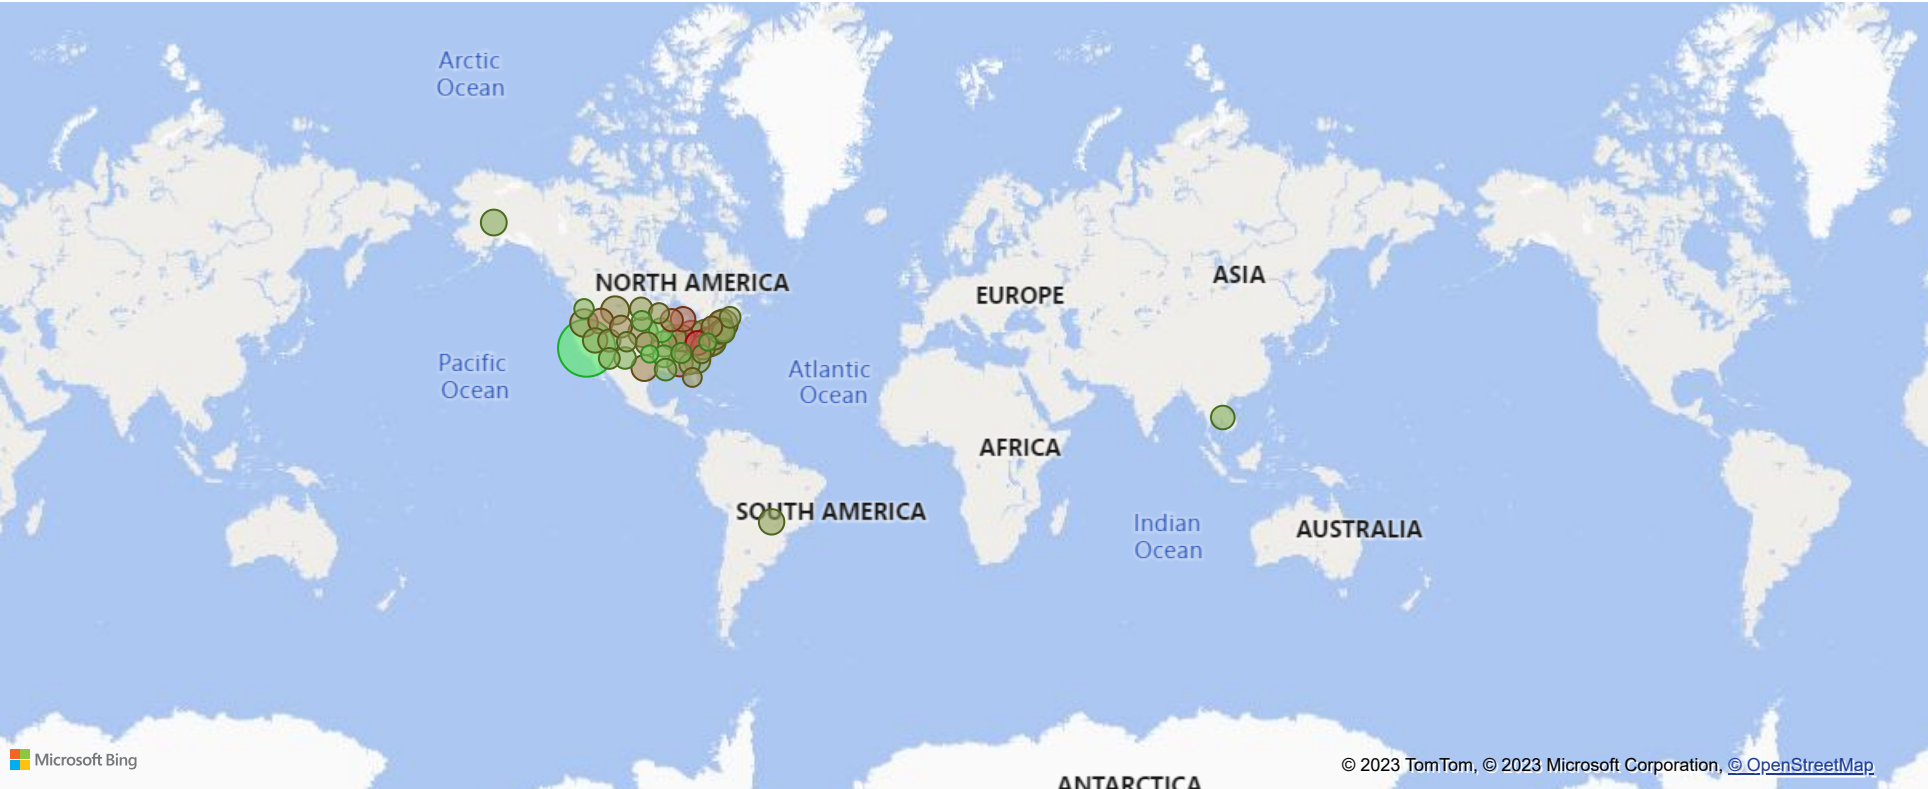 Arctic
Ocean
NORTH AMERICA
ASIA
EUROPE
Pacific
Ocean
Atlantic
Ocean
AFRICA
SOUTH AMERICA
Indian
Ocean
AUSTRALIA
Microsoft Bing
© 2023 TomTom, © 2023 Microsoft Corporation, © OpenStreetMap
ANTARCTICA